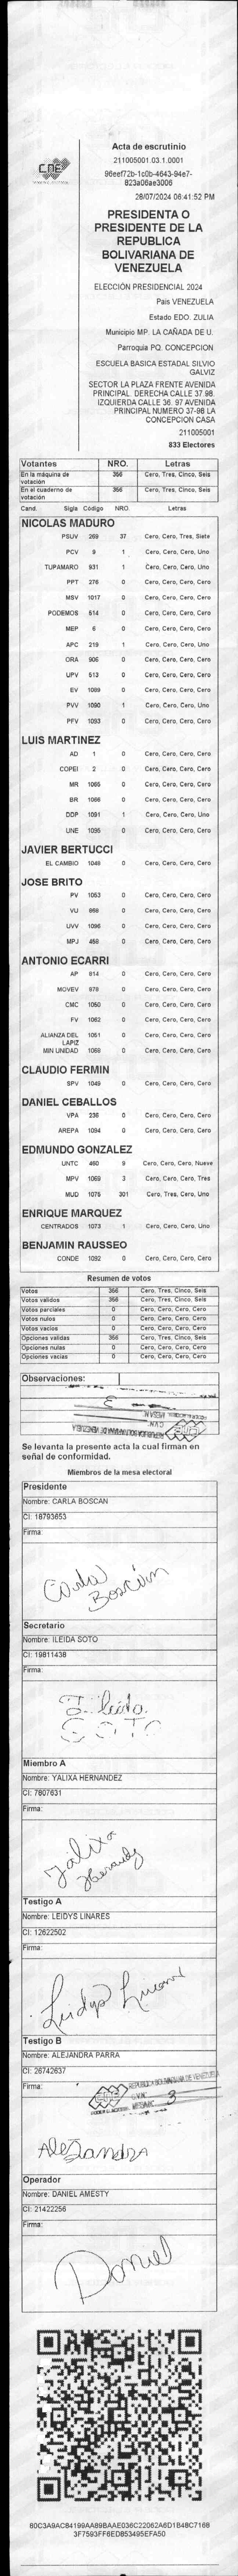 CNE
Acta de escrutinio
211005001.03.1.0001
96eef72b-1c0b-4643-94e7-
823a06ae3006
28/07/2024 06:41:52 PM
PRESIDENTA O
PRESIDENTE DE LA
REPUBLICA
BOLIVARIANA DE
VENEZUELA
ELECCIÓN PRESIDENCIAL 2024
Pais VENEZUELA
Estado EDO. ZULIA
Municipio MP. LA CAÑADA DE U.
Parroquia PQ. CONCEPCION
ESCUELA BASICA ESTADAL SILVIO
GALVIZ
SECTOR LA PLAZA FRENTE AVENIDA
PRINCIPAL. DERECHA CALLE 37 98.
IZQUIERDA CALLE 36. 97 AVENIDA
PRINCIPAL NUMERO 37-98 LA
CONCEPCION CASA
211005001
833 Electores
Votantes NRO. Letras
En la máquina de votación 356 Cero, Tres, Cinco, Seis
En el cuaderno de votación 356 Cero, Tres, Cinco, Seis
Cand. Sigla Código NRO. Letras
NICOLAS MADURO
PSUV 269 37 Cero, Cero, Tres, Siete
PCV 9 1 Cero, Cero, Cero, Uno
TUPAMARO 931 1 Cero, Cero, Cero, Uno
PPT 276 0 Cero, Cero, Cero, Cero
MSV 1017 0 Cero, Cero, Cero, Cero
PODEMOS 514 0 Cero, Cero, Cero, Cero
MEP 6 0 Cero, Cero, Cero, Cero
APC 219 1 Cero, Cero, Cero, Uno
ORA 906 0 Cero, Cero, Cero, Cero
UPV 513 0 Cero, Cero, Cero, Cero
EV 1089 0 Cero, Cero, Cero, Cero
PVV 1090 1 Cero, Cero, Cero, Uno
PFV 1093 0 Cero, Cero, Cero, Cero
LUIS MARTINEZ
AD 1 0 Cero, Cero, Cero, Cero
COPEI 2 0 Cero, Cero, Cero, Cero
MR 1065 0 Cero, Cero, Cero, Cero
BR 1066 0 Cero, Cero, Cero, Cero
DDP 1091 1 Cero, Cero, Cero, Uno
UNE 1095 0 Cero, Cero, Cero, Cero
JAVIER BERTUCCI
EL CAMBIO 1048 0 Cero, Cero, Cero, Cero
JOSE BRITO
PV 1053 0 Cero, Cero, Cero, Cero
VU 868 0 Cero, Cero, Cero, Cero
UVV 1096 0 Cero, Cero, Cero, Cero
MPJ 458 0 Cero, Cero, Cero, Cero
ANTONIO ECARRI
AP 814 0 Cero, Cero, Cero, Cero
MOVEV 979 0 Cero, Cero, Cero, Cero
CMC 1050 0 Cero, Cero, Cero, Cero
FV 1062 0 Cero, Cero, Cero, Cero
ALIANZA DEL LAPIZ 1051 0 Cero, Cero, Cero, Cero
MIN UNIDAD 1068 0 Cero, Cero, Cero, Cero
CLAUDIO FERMIN
SPV 1049 0 Cero, Cero, Cero, Cero
DANIEL CEBALLOS
VPA 236 0 Cero, Cero, Cero, Cero
AREPA 1094 0 Cero, Cero, Cero, Cero
EDMUNDO GONZALEZ
UNTC 460 9 Cero, Cero, Cero, Nueve
MPV 1069 3 Cero, Cero, Cero, Tres
MUD 1075 301 Cero, Tres, Cero, Uno
ENRIQUE MARQUEZ
CENTRADOS 1073 1 Cero, Cero, Cero, Uno
BENJAMIN RAUSSEO
CONDE 1092 0 Cero, Cero, Cero, Cero
Resumen de votos
Votos 356 Cero, Tres, Cinco, Seis
Votos validos 356 Cero, Tres, Cinco, Seis
Votos parciales 0 Cero, Cero, Cero, Cero
Votos nulos 0 Cero, Cero, Cero, Cero
Votos vacios 0 Cero, Cero, Cero, Cero
Opciones validas 356 Cero, Tres, Cinco, Seis
Opciones nulas 0 Cero, Cero, Cero, Cero
Opciones vacias 0 Cero, Cero, Cero, Cero
Observaciones:
3
REPUBLICA BOLIVARIANA DE VENEZUELA
Se levanta la presente acta la cual firman en
señal de conformidad.
Miembros de la mesa electoral
Presidente
Nombre: CARLA BOSCAN
CI: 18793653
Firma:
Carla
Boscán
Secretario
Nombre: ILEIDA SOTO
CI: 19811438
Firma:
Ileida
SOTO
Miembro A
Nombre: YALIXA HERNANDEZ
CI: 7807631
Firma:
Yalixa
Hernandez
Testigo A
Nombre: LEIDYS LINARES
CI: 12622502
Firma:
Testigo B
Nombre: ALEJANDRA PARRA
CI: 26742637
Firma:
REPUBLICA BOLIVARIANA DE VENEZUELA
3
Alejandra
Operador
Nombre: DANIEL AMESTY
CI: 21422256
Firma:
Daniel
80C3A9AC84199AA89BAAE036C22062A6D1B48C7168
3F7593FF6ED853495EFA50